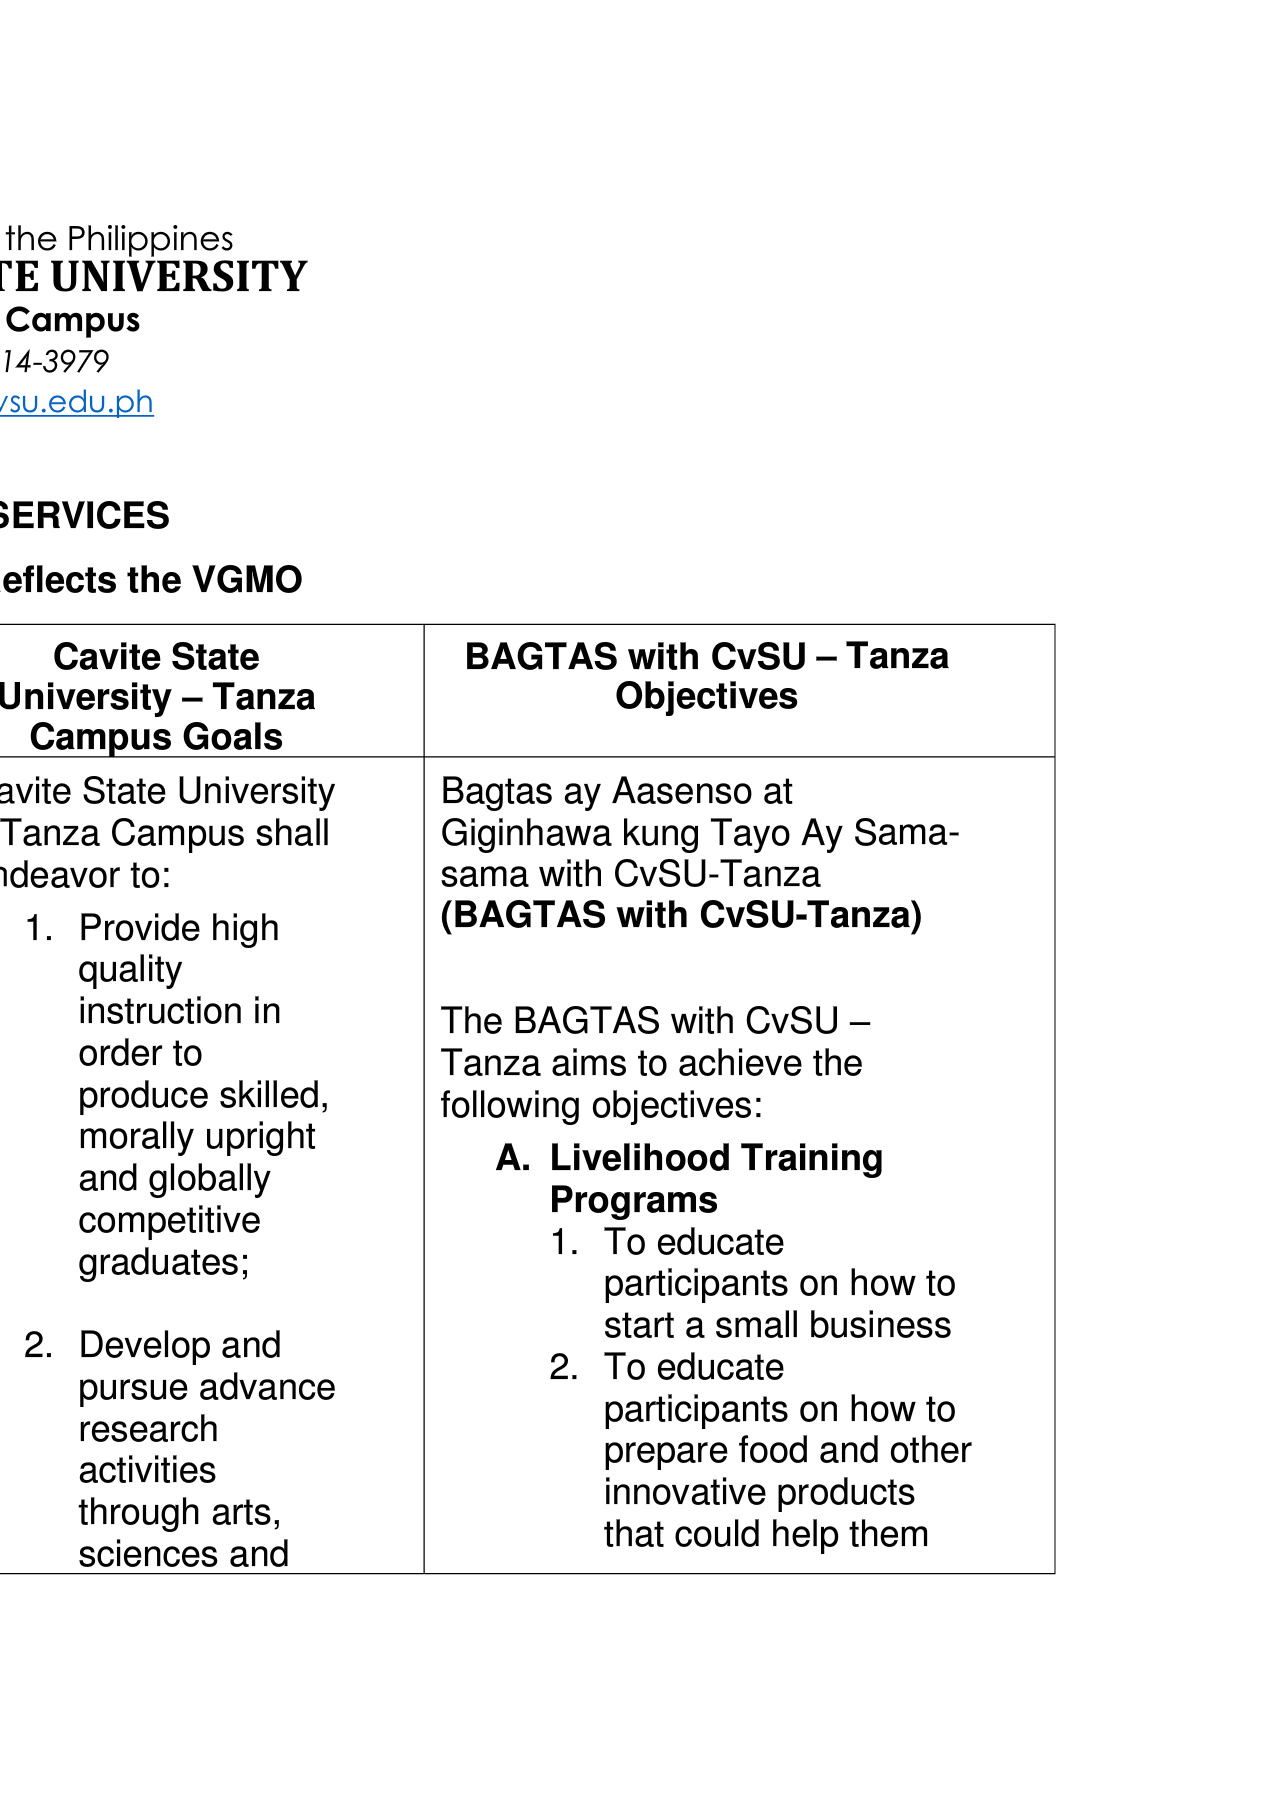 the Philippines
TE UNIVERSITY
Campus
14-3979
vsu.edu.ph
SERVICES
eflects the VGMO
Cavite State
University – Tanza
Campus Goals
avite State University
Tanza Campus shall
ndeavor to:
1. Provide high
quality
instruction in
order to
produce skilled,
morally upright
and globally
competitive
graduates;
2. Develop and
pursue advance
research
activities
through arts,
sciences and
BAGTAS with CvSU – Tanza
Objectives
Bagtas ay Aasenso at
Giginhawa kung Tayo Ay Sama-
sama with CvSU-Tanza
(BAGTAS with CvSU-Tanza)
The BAGTAS with CvSU –
Tanza aims to achieve the
following objectives:
A. Livelihood Training
Programs
1. To educate
participants on how to
start a small business
2. To educate
participants on how to
prepare food and other
innovative products
that could help them